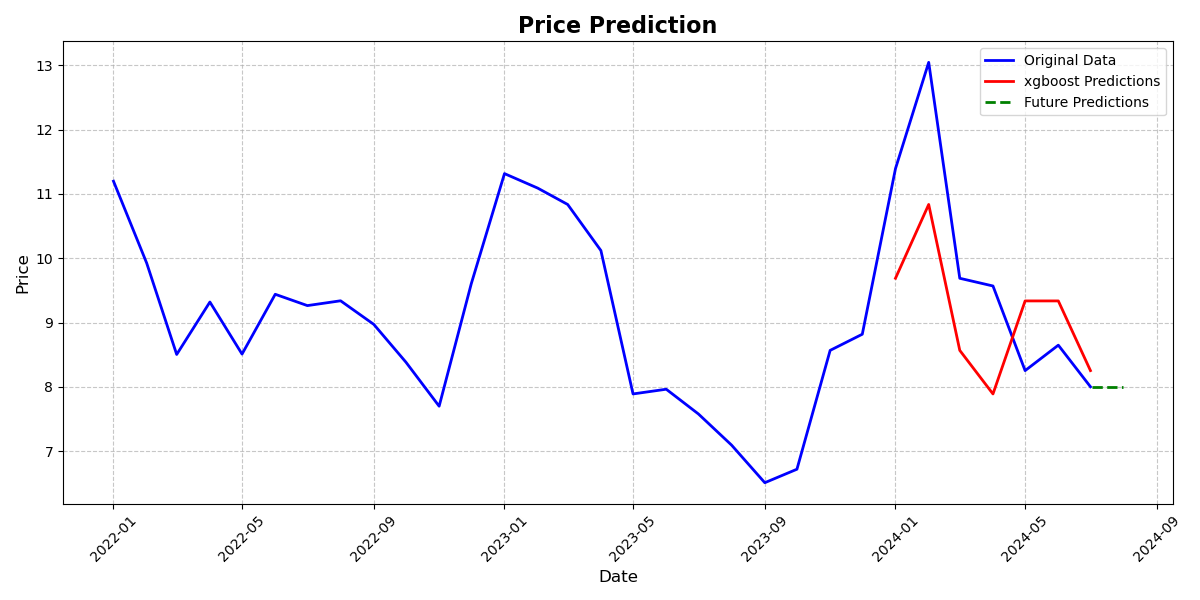 Price Prediction
Original Data
xgboost Predictions
Future Predictions
Price
13
12
11
10
9
8
7
2022-01
2022-05
2022-09
2023-01
2023-05
2023-09
2024-01
2024-05
2024-09
Date